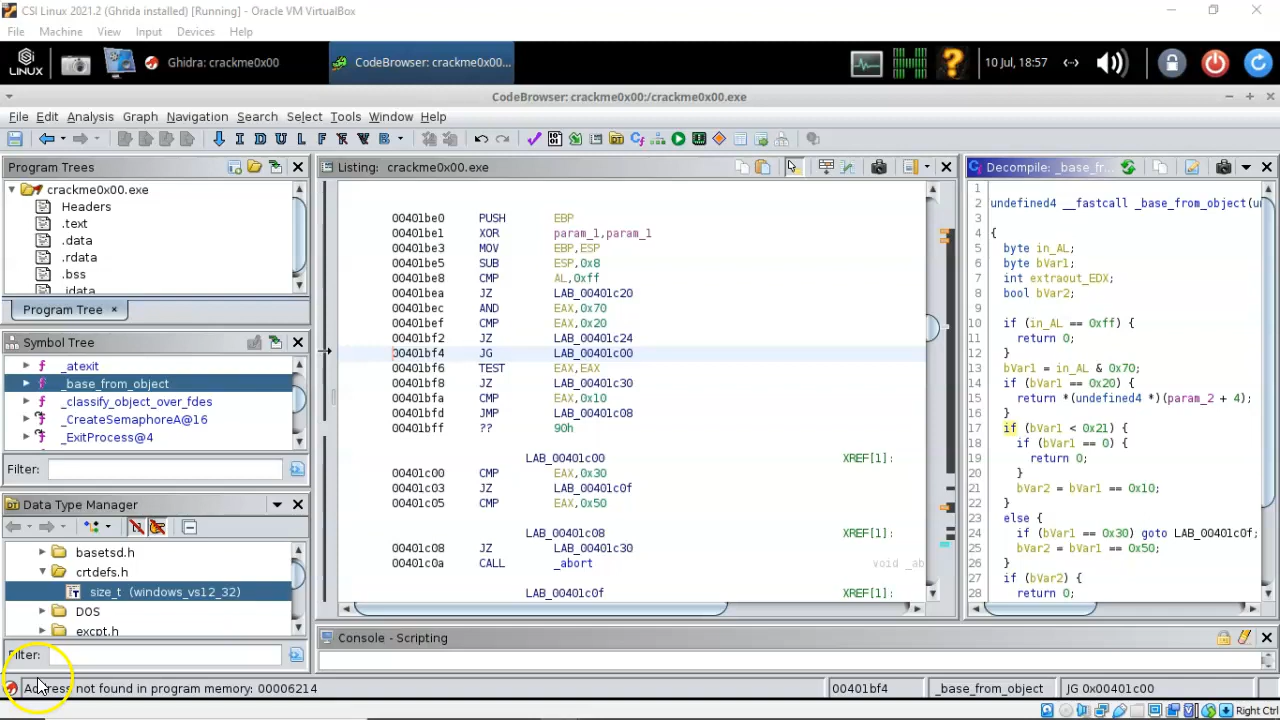 CSI Linux 2021.2 (Ghrida installed) [Running] - Oracle VM VirtualBox
File Machine View Input Devices Help
LINUX Ghidra: crackme0x00 CodeBrowser: crackme0x00... 10 Jul, 18:57
CodeBrowser: crackme0x00:/crackme0x00.exe
File Edit Analysis Graph Navigation Search Select Tools Window Help
I D U L F R V B
Program Trees
crackme0x00.exe
Headers
.text
.data
.rdata
.bss
.idata
Program Tree ×
Symbol Tree
_atexit
_base_from_object
_classify_object_over_fdes
_CreateSemaphoreA@16
_ExitProcess@4
Filter:
Data Type Manager
basetsd.h
crtdefs.h
size_t (windows_vs12_32)
DOS
excpt.h
Filter:
Listing: crackme0x00.exe
00401be0 PUSH EBP
00401be1 XOR param_1,param_1
00401be3 MOV EBP,ESP
00401be5 SUB ESP,0x8
00401be8 CMP AL,0xff
00401bea JZ LAB_00401c20
00401bec AND EAX,0x70
00401bef CMP EAX,0x20
00401bf2 JZ LAB_00401c24
00401bf4 JG LAB_00401c00
00401bf6 TEST EAX,EAX
00401bf8 JZ LAB_00401c30
00401bfa CMP EAX,0x10
00401bfd JMP LAB_00401c08
00401bff ?? 90h
LAB_00401c00 XREF[1]:
00401c00 CMP EAX,0x30
00401c03 JZ LAB_00401c0f
00401c05 CMP EAX,0x50
LAB_00401c08 XREF[1]:
00401c08 JZ LAB_00401c30
00401c0a CALL _abort void _ab
LAB_00401c0f XREF[1]:
Decompile: _base_fr...
1
2 undefined4 __fastcall _base_from_object(u
3
4 {
5 byte in_AL;
6 byte bVar1;
7 int extraout_EDX;
8 bool bVar2;
9
10 if (in_AL == 0xff) {
11 return 0;
12 }
13 bVar1 = in_AL & 0x70;
14 if (bVar1 == 0x20) {
15 return *(undefined4 *)(param_2 + 4);
16 }
17 if (bVar1 < 0x21) {
18 if (bVar1 == 0) {
19 return 0;
20 }
21 bVar2 = bVar1 == 0x10;
22 }
23 else {
24 if (bVar1 == 0x30) goto LAB_00401c0f;
25 bVar2 = bVar1 == 0x50;
26 }
27 if (bVar2) {
28 return 0;
Console - Scripting
Address not found in program memory: 00006214 00401bf4 _base_from_object JG 0x00401c00
Right Ctrl